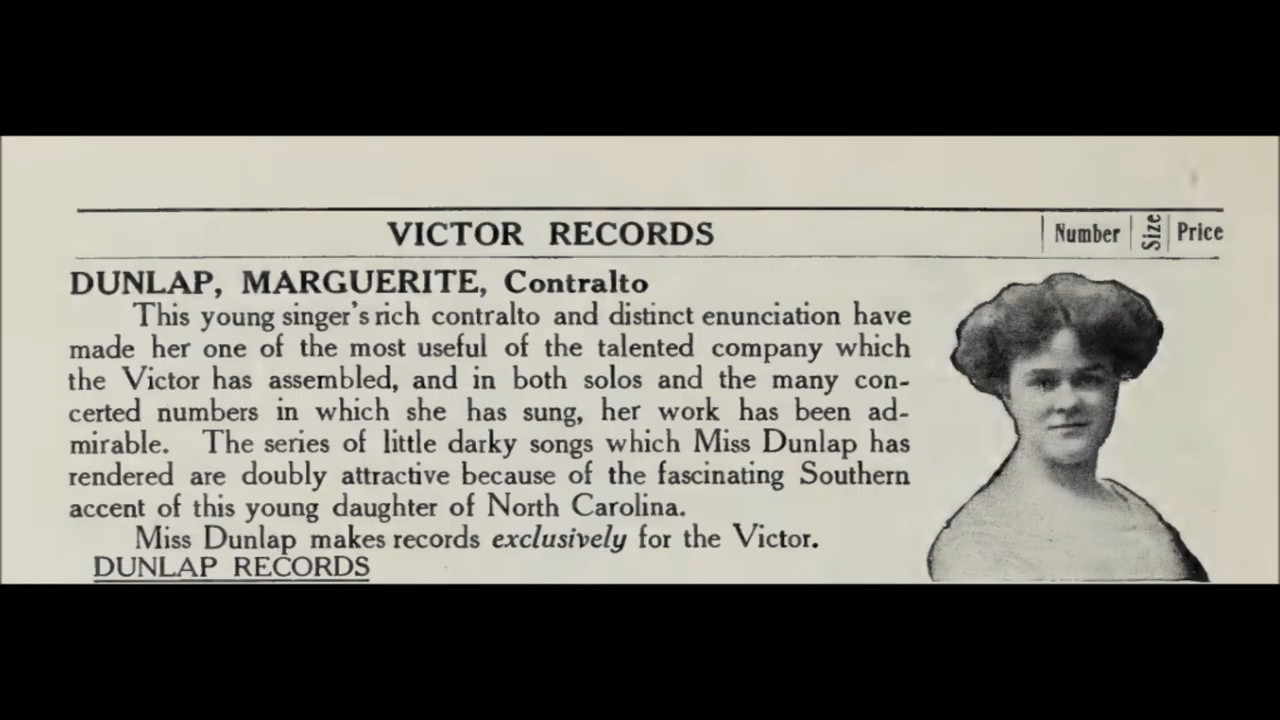 VICTOR RECORDS
Number Size Price
DUNLAP, MARGUERITE, Contralto
This young singer's rich contralto and distinct enunciation have
made her one of the most useful of the talented company which
the Victor has assembled, and in both solos and the many con-
certed numbers in which she has sung, her work has been ad-
mirable. The series of little darky songs which Miss Dunlap has
rendered are doubly attractive because of the fascinating Southern
accent of this young daughter of North Carolina.
Miss Dunlap makes records exclusively for the Victor.
DUNLAP RECORDS